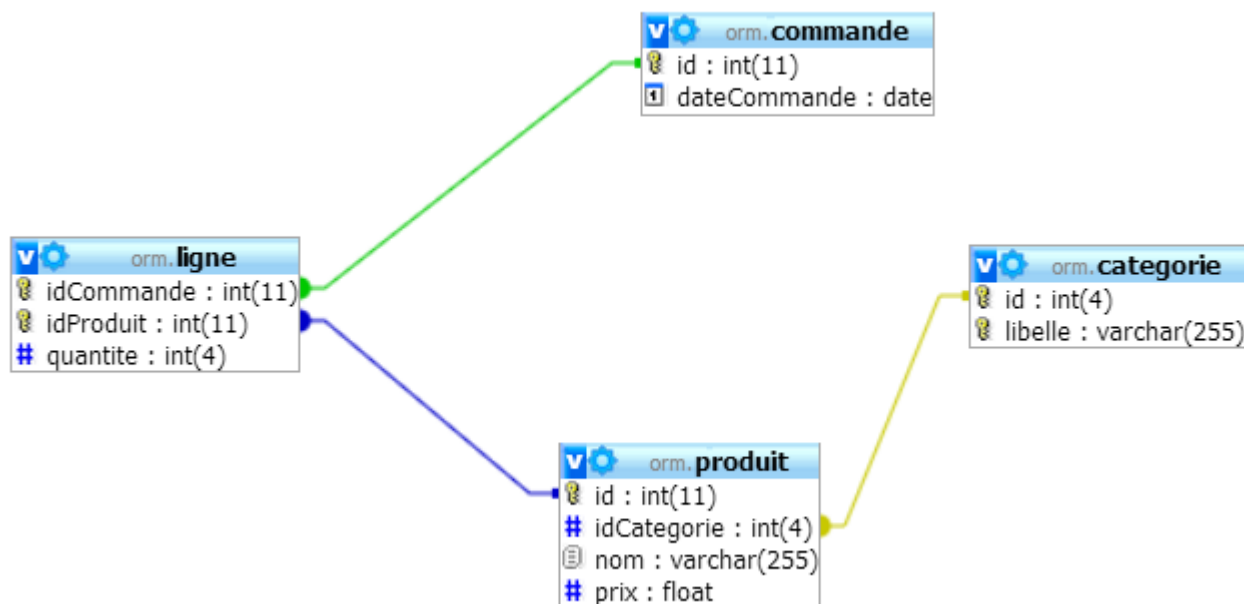 orm.commande
id : int(11)
dateCommande : date
orm.ligne
idCommande : int(11)
idProduit : int(11)
# quantite : int(4)
orm.categorie
id : int(4)
libelle : varchar(255)
orm.produit
id : int(11)
# idCategorie : int(4)
nom : varchar(255)
# prix : float